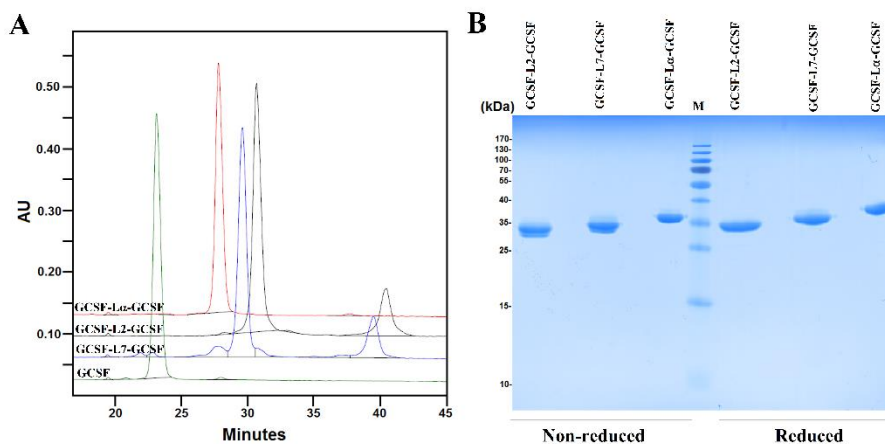 A
0.50
0.40
0.30
0.20
0.10
AU
GCSF-Lα-GCSF
GCSF-L2-GCSF
GCSF-L7-GCSF
GCSF
20 25 30 35 40 45
Minutes
B
GCSF-L2-GCSF
GCSF-L7-GCSF
GCSF-Lα-GCSF
M
GCSF-L2-GCSF
GCSF-L7-GCSF
GCSF-Lα-GCSF
(kDa)
170-
130-
100-
70-
55-
40-
35-
25-
15-
10-
Non-reduced Reduced